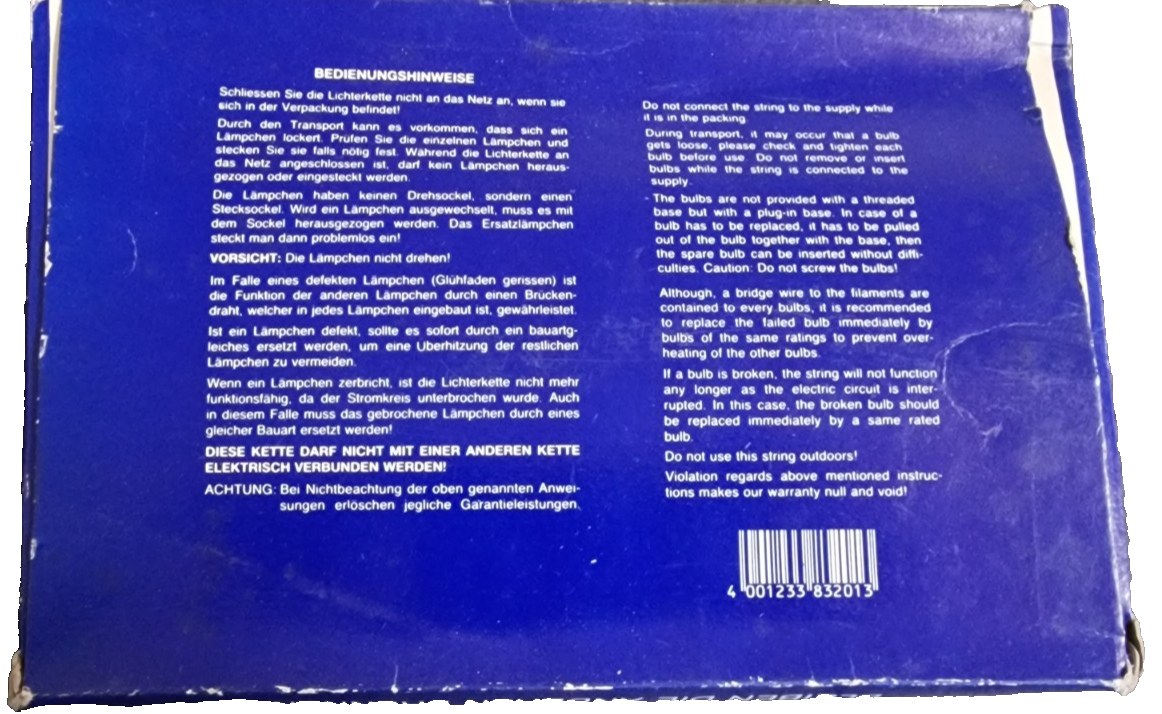 BEDIENUNGSHINWEISE
Schliessen Sie die Lichterkette nicht an das Netz an, wenn sie
sich in der Verpackung befindet!
Durch den Transport kann es vorkommen, dass sich ein
Lämpchen lockert. Prüfen Sie die einzelnen Lämpchen und
stecken Sie sie falls nötig fest. Während die Lichterkette an
das Netz angeschlossen ist, darf kein Lämpchen heraus-
gezogen oder eingesteckt werden.
Die Lämpchen haben keinen Drehsockel, sondern einen
Stecksockel. Wird ein Lämpchen ausgewechselt, muss es mit
dem Sockel herausgezogen werden. Das Ersatzlämpchen
steckt man dann problemlos ein!
VORSICHT: Die Lämpchen nicht drehen!
Im Falle eines defekten Lämpchen (Glühfaden gerissen) ist
die Funktion der anderen Lämpchen durch einen Brücken-
draht, welcher in jedes Lämpchen eingebaut ist, gewährleistet.
Ist ein Lämpchen defekt, sollte es sofort durch ein bauartg-
leiches ersetzt werden, um eine Uberhitzung der restlichen
Lämpchen zu vermeiden.
Wenn ein Lämpchen zerbricht, ist die Lichterkette nicht mehr
funktionsfähig, da der Stromkreis unterbrochen wurde. Auch
in diesem Falle muss das gebrochene Lämpchen durch eines
gleicher Bauart ersetzt werden!
DIESE KETTE DARF NICHT MIT EINER ANDEREN KETTE
ELEKTRISCH VERBUNDEN WERDEN!
ACHTUNG: Bei Nichtbeachtung der oben genannten Anwei-
sungen erlöschen jegliche Garantieleistungen.
Do not connect the string to the supply while
it is in the packing.
During transport, it may occur that a bulb
gets loose, please check and tighten each
bulb before use. Do not remove or insert
bulbs while the string is connected to the
supply.
- The bulbs are not provided with a threaded
base but with a plug-in base. In case of a
bulb has to be replaced, it has to be pulled
out of the bulb together with the base, then
the spare bulb can be inserted without diffi-
culties. Caution: Do not screw the bulbs!
Although, a bridge wire to the filaments are
contained to every bulbs, it is recommended
to replace the failed bulb immediately by
bulbs of the same ratings to prevent over-
heating of the other bulbs.
If a bulb is broken, the string will not function
any longer as the electric circuit is inter-
rupted. In this case, the broken bulb should
be replaced immediately by a same rated
bulb.
Do not use this string outdoors!
Violation regards above mentioned instruc-
tions makes our warranty null and void!
4 001233 832013